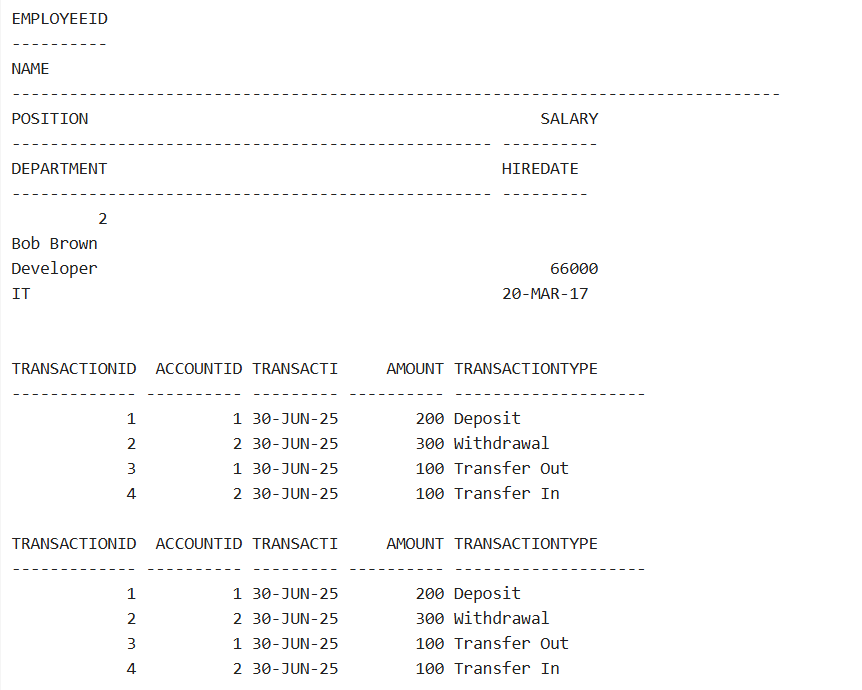 EMPLOYEEID
----------
NAME
--------------------------------------------------------------------------------
POSITION                                               SALARY
-------------------------------------------------- ----------
DEPARTMENT                                         HIREDATE
-------------------------------------------------- ---------
         2
Bob Brown
Developer                                               66000
IT                                                 20-MAR-17

TRANSACTIONID  ACCOUNTID TRANSACTI     AMOUNT TRANSACTIONTYPE
------------- ---------- --------- ---------- --------------------
            1          1 30-JUN-25        200 Deposit
            2          2 30-JUN-25        300 Withdrawal
            3          1 30-JUN-25        100 Transfer Out
            4          2 30-JUN-25        100 Transfer In

TRANSACTIONID  ACCOUNTID TRANSACTI     AMOUNT TRANSACTIONTYPE
------------- ---------- --------- ---------- --------------------
            1          1 30-JUN-25        200 Deposit
            2          2 30-JUN-25        300 Withdrawal
            3          1 30-JUN-25        100 Transfer Out
            4          2 30-JUN-25        100 Transfer In